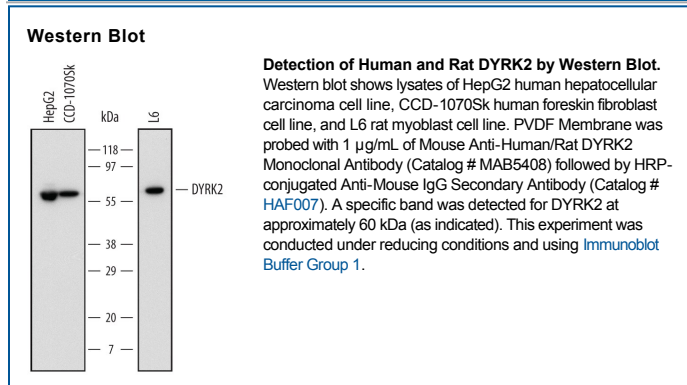 Western Blot
HepG2
CCD-1070Sk
kDa
L6
118
97
55
38
29
20
7
DYRK2
Detection of Human and Rat DYRK2 by Western Blot.
Western blot shows lysates of HepG2 human hepatocellular
carcinoma cell line, CCD-1070Sk human foreskin fibroblast
cell line, and L6 rat myoblast cell line. PVDF Membrane was
probed with 1 µg/mL of Mouse Anti-Human/Rat DYRK2
Monoclonal Antibody (Catalog # MAB5408) followed by HRP-
conjugated Anti-Mouse IgG Secondary Antibody (Catalog #
HAF007). A specific band was detected for DYRK2 at
approximately 60 kDa (as indicated). This experiment was
conducted under reducing conditions and using Immunoblot
Buffer Group 1.